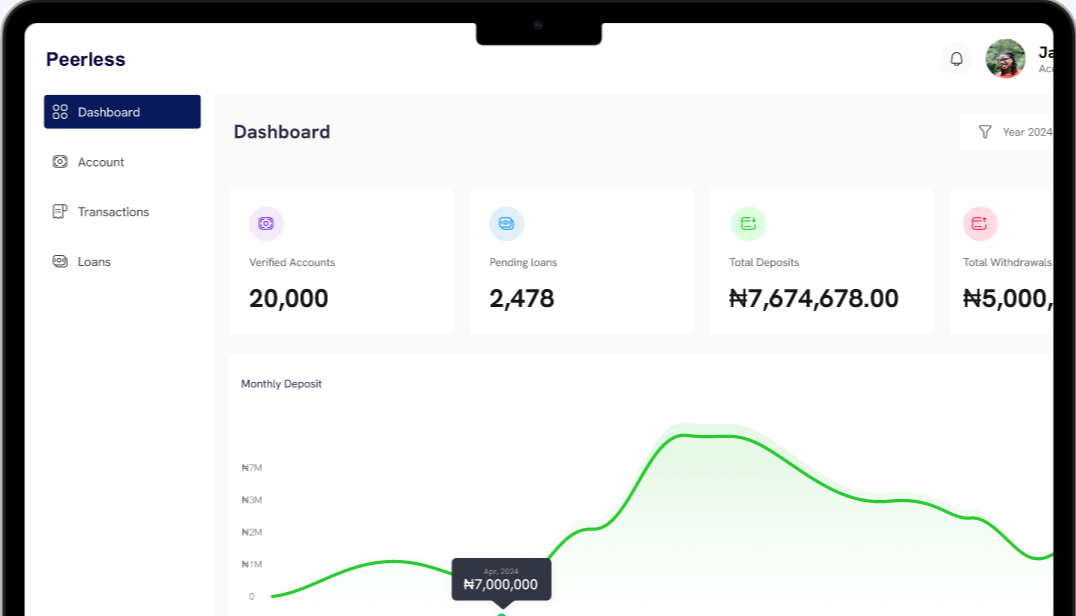 Peerless
Ja
Acc
Dashboard
Account
Transactions
Loans
Dashboard
Year 2024
Verified Accounts
20,000
Pending loans
2,478
Total Deposits
₦7,674,678.00
Total Withdrawals
₦5,000,
Monthly Deposit
₦7M
₦3M
₦2M
₦1M
0
Apr, 2024
₦7,000,000